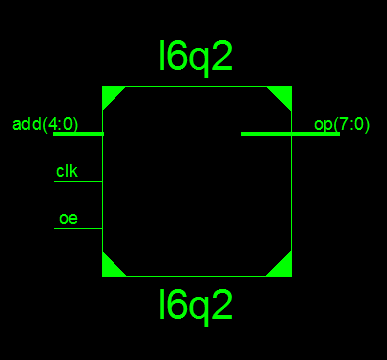 l6q2
add(4:0)
op(7:0)
clk
oe
l6q2